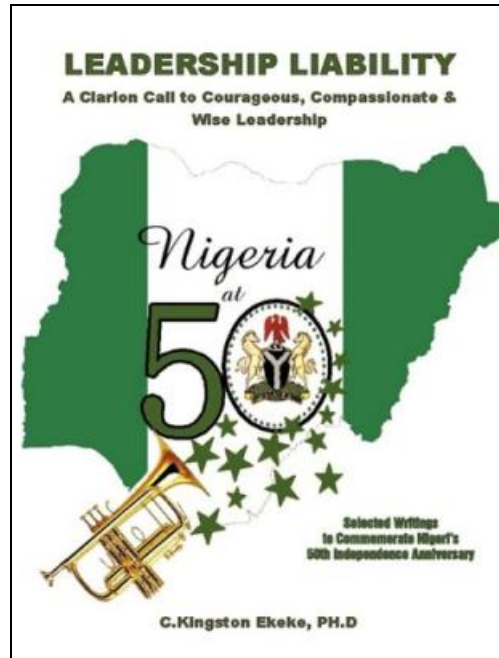 LEADERSHIP LIABILITY
A Clarion Call to Courageous, Compassionate &
Wise Leadership
Nigeria
at
50
Selected Writings
to Commemorate Nigeri's
50th Independence Anniversary
C.Kingston Ekeke, PH.D